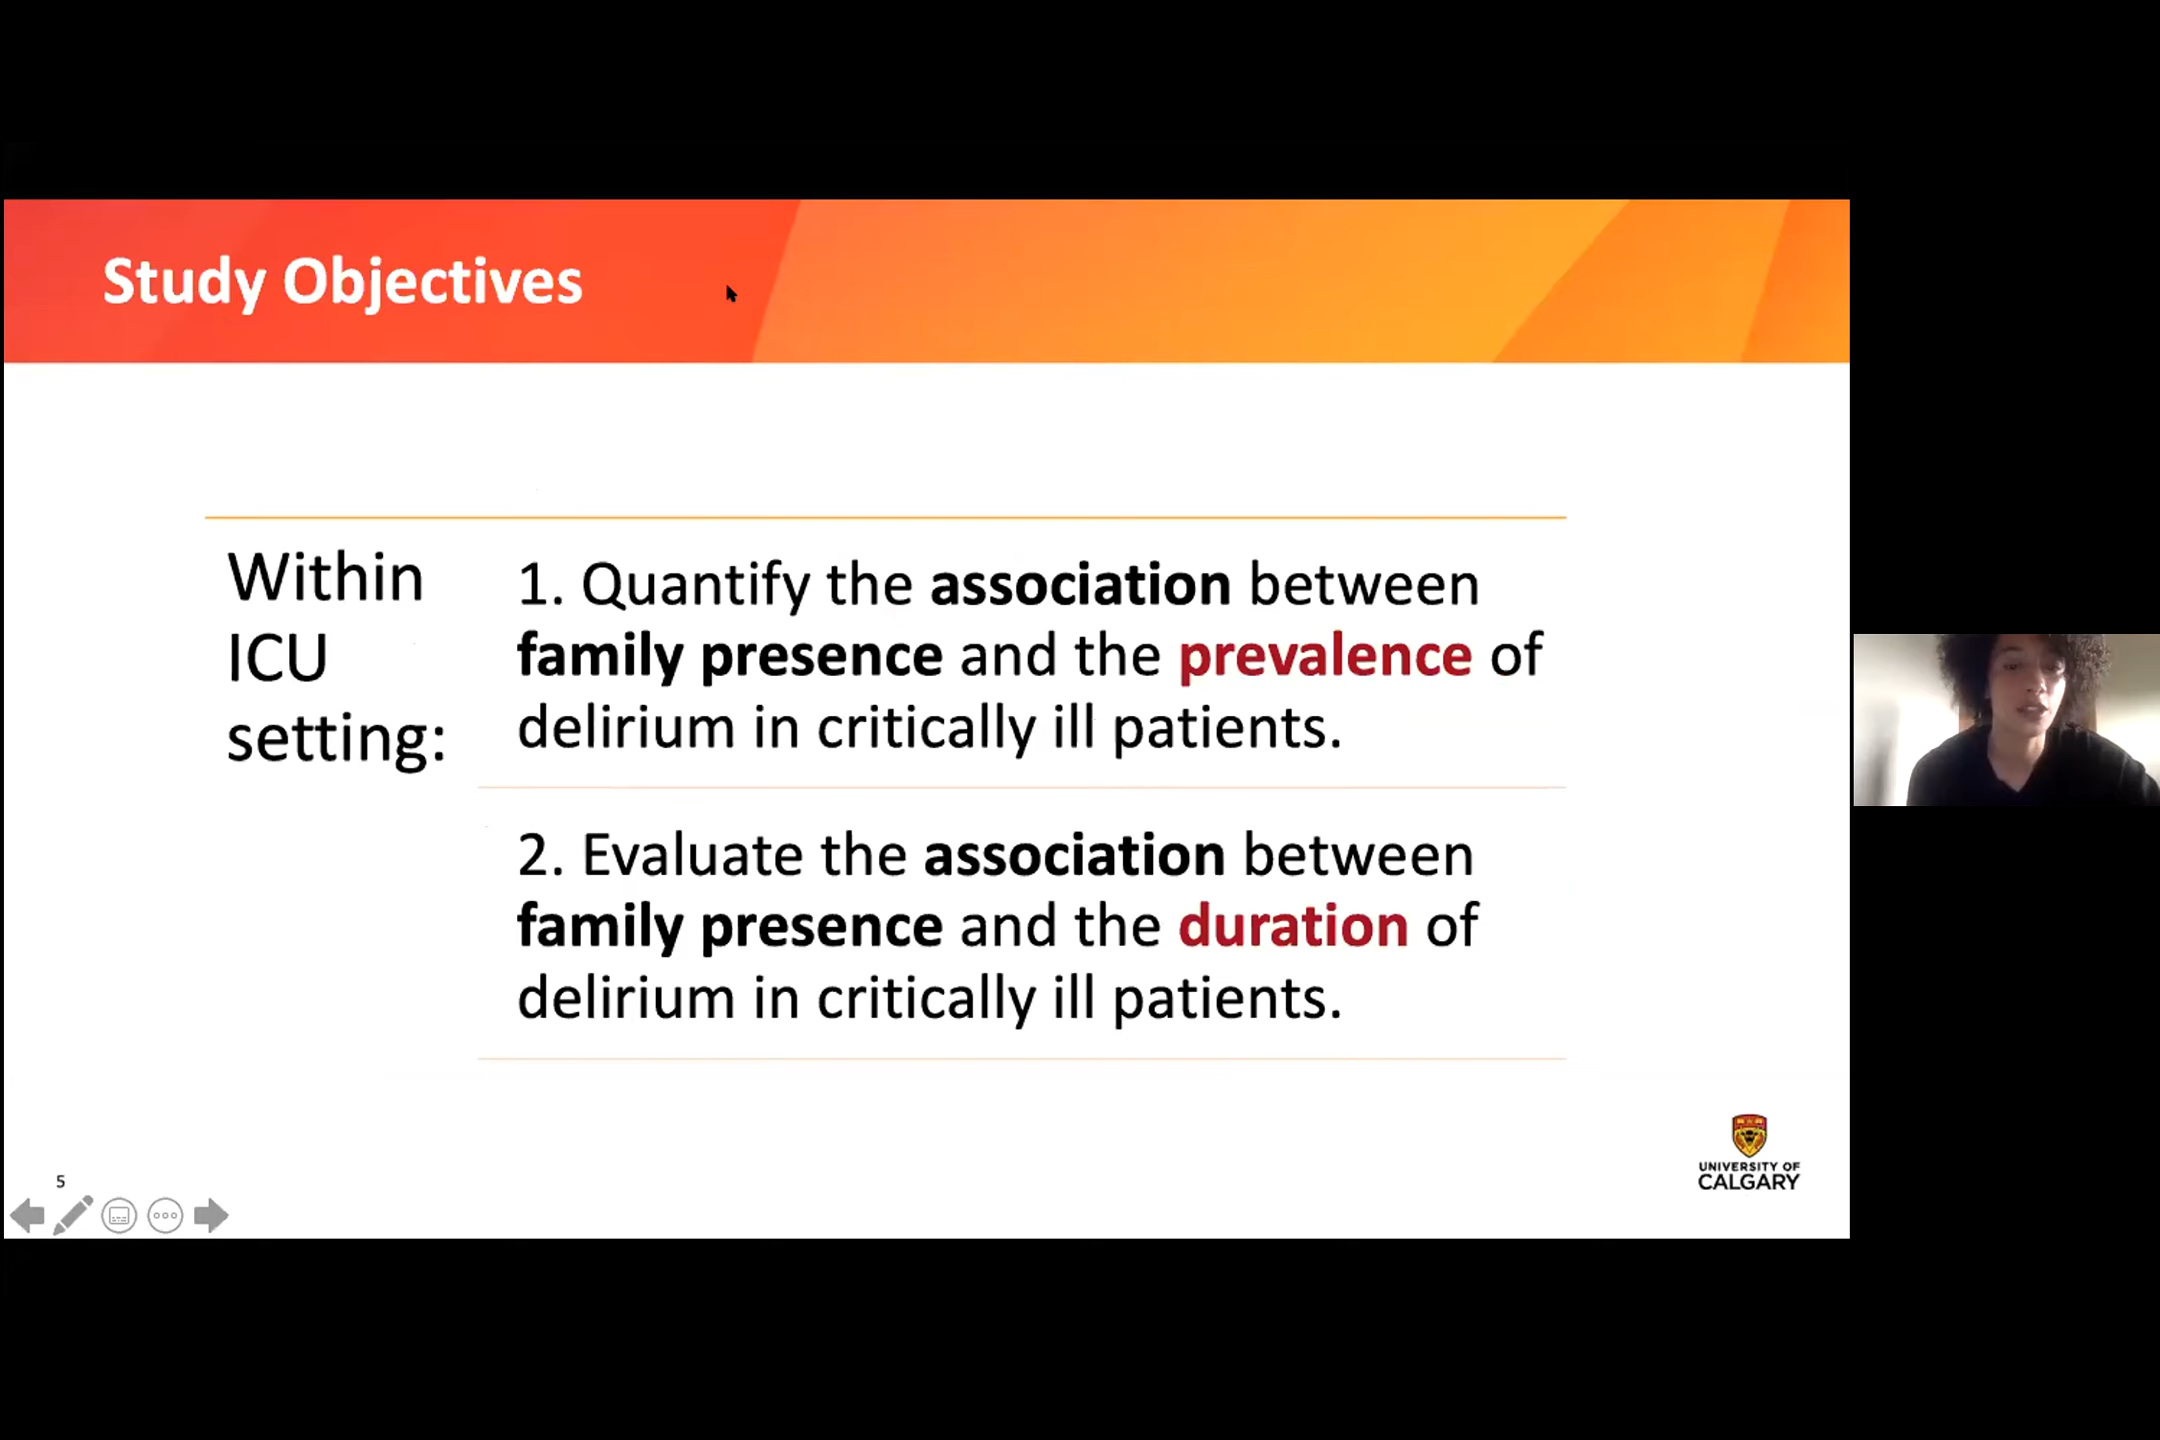 Study Objectives
Within
ICU
setting:
1. Quantify the association between
family presence and the prevalence of
delirium in critically ill patients.
2. Evaluate the association between
family presence and the duration of
delirium in critically ill patients.
5
UNIVERSITY OF
CALGARY